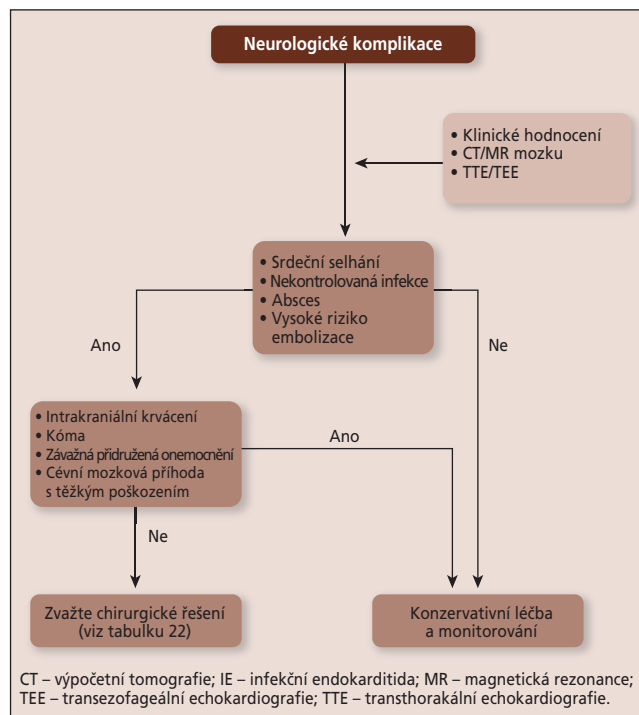 Neurologické komplikace
• Klinické hodnocení
• CT/MR mozku
• TTE/TEE
• Srdeční selhání
• Nekontrolovaná infekce
• Absces
• Vysoké riziko
embolizace
Ano
Ne
• Intrakraniální krvácení
• Kóma
• Závažná přidružená onemocnění
• Cévní mozková příhoda
s těžkým poškozením
Ano
Ne
Zvažte chirurgické řešení
(viz tabulku 22)
Konzervativní léčba
a monitorování
CT – výpočetní tomografie; IE – infekční endokarditida; MR – magnetická rezonance;
TEE – transezofageální echokardiografie; TTE – transthorakální echokardiografie.